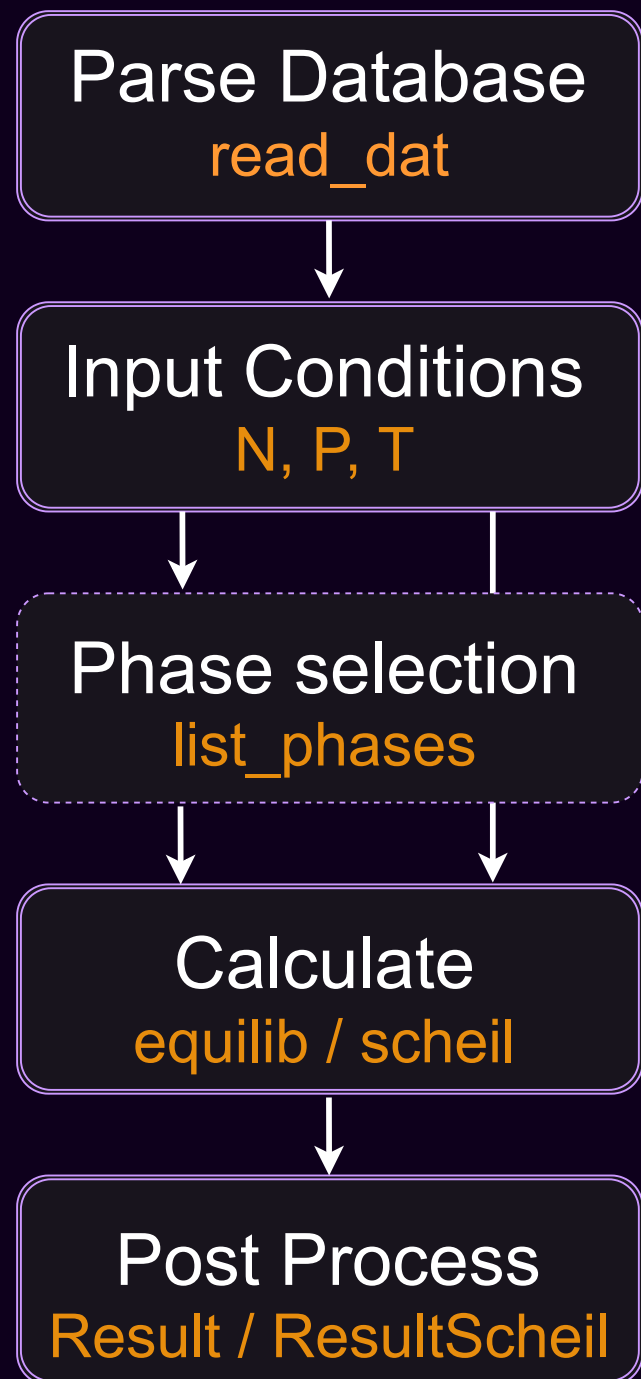 Parse Database
read_dat
Input Conditions
N, P, T
Phase selection
list_phases
Calculate
equilib / scheil
Post Process
Result / ResultScheil